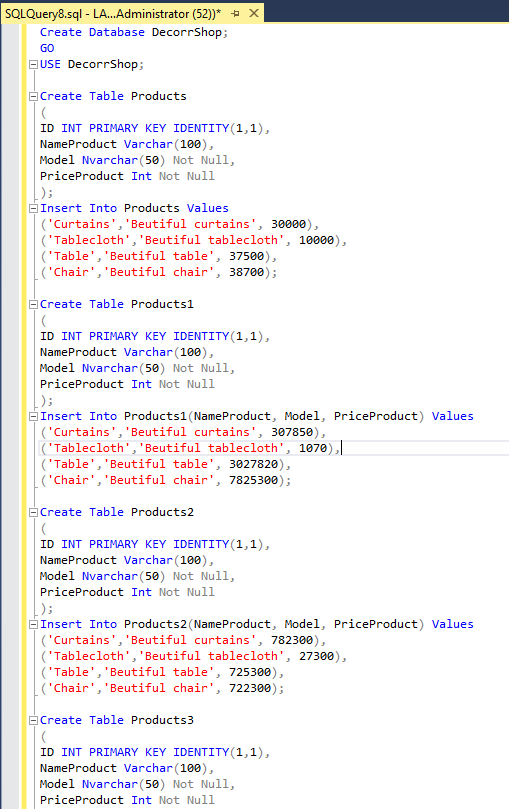 SQLQuery8.sql - LA...Administrator (52))*
Create Database DecorrShop;
GO
USE DecorrShop;
Create Table Products
(
ID INT PRIMARY KEY IDENTITY(1,1),
NameProduct Varchar(100),
Model Nvarchar(50) Not Null,
PriceProduct Int Not Null
);
Insert Into Products Values
('Curtains','Beutiful curtains', 30000),
('Tablecloth','Beutiful tablecloth', 10000),
('Table','Beutiful table', 37500),
('Chair','Beutiful chair', 38700);
Create Table Products1
(
ID INT PRIMARY KEY IDENTITY(1,1),
NameProduct Varchar(100),
Model Nvarchar(50) Not Null,
PriceProduct Int Not Null
);
Insert Into Products1(NameProduct, Model, PriceProduct) Values
('Curtains','Beutiful curtains', 307850),
('Tablecloth','Beutiful tablecloth', 1070),
('Table','Beutiful table', 3027820),
('Chair','Beutiful chair', 7825300);
Create Table Products2
(
ID INT PRIMARY KEY IDENTITY(1,1),
NameProduct Varchar(100),
Model Nvarchar(50) Not Null,
PriceProduct Int Not Null
);
Insert Into Products2(NameProduct, Model, PriceProduct) Values
('Curtains','Beutiful curtains', 782300),
('Tablecloth','Beutiful tablecloth', 27300),
('Table','Beutiful table', 725300),
('Chair','Beutiful chair', 722300);
Create Table Products3
(
ID INT PRIMARY KEY IDENTITY(1,1),
NameProduct Varchar(100),
Model Nvarchar(50) Not Null,
PriceProduct Int Not Null